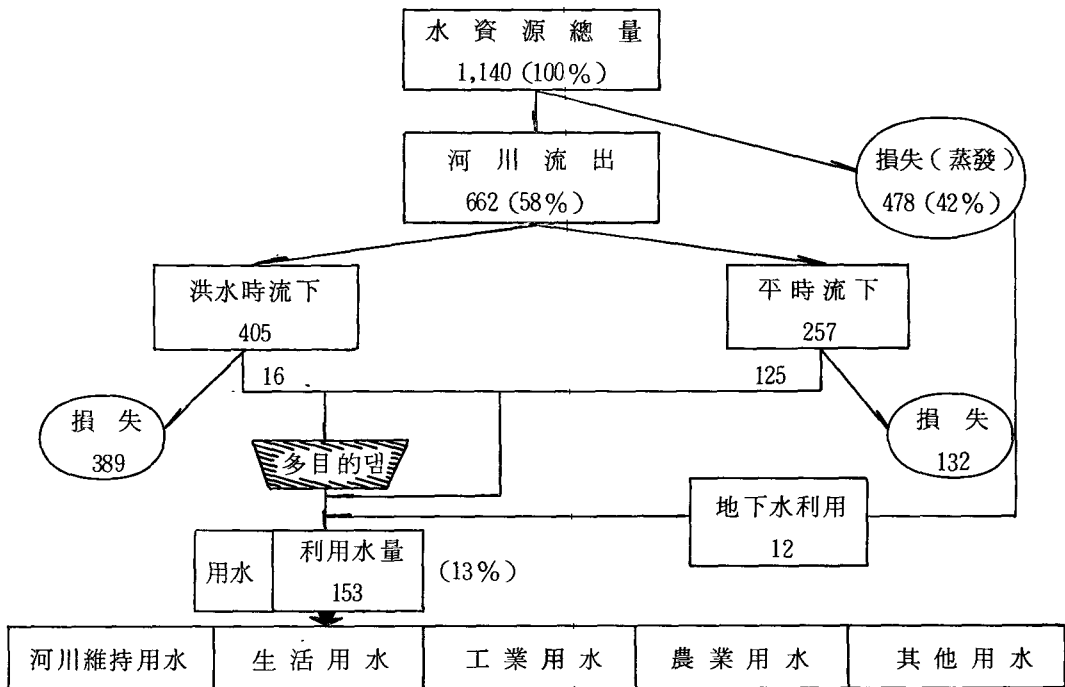 水資源總量
1,140 (100%)
河川流出
662 (58%)
損失(蒸發)
478 (42%)
洪水時流下
405
平時流下
257
16
125
損失
389
損失
132
多目的댐
地下水利用
12
用水
利用水量
153
(13%)
河川維持用水
生活用水
工業用水
農業用水
其他用水